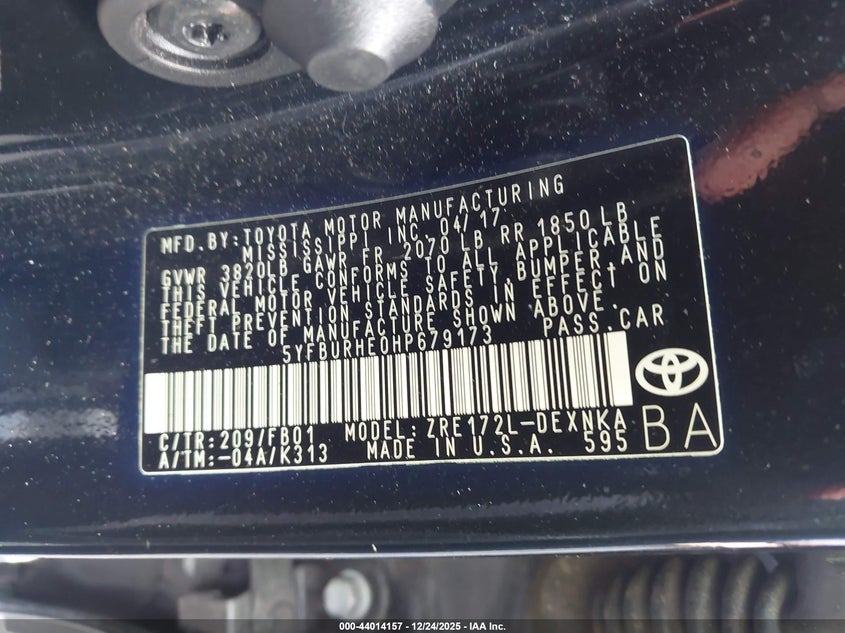 MFD. BY: TOYOTA MOTOR MANUFACTURING
MISSISSIPPI INC. 04/17
GVWR 3820LB GAWR FR 2070 LB RR 1850 LB
THIS VEHICLE CONFORMS TO ALL APPLICABLE
FEDERAL MOTOR VEHICLE SAFETY, BUMPER, AND
THEFT PREVENTION STANDARDS IN EFFECT ON
THE DATE OF MANUFACTURE SHOWN ABOVE.
5YFBURHE0HP679173 PASS. CAR
C/TR: 209/FB01 MODEL: ZRE172L-DEXNKA
A/TM: -04A/K313 MADE IN U.S.A. 595
BA
000-44014157 - 12/24/2025 - IAA Inc.